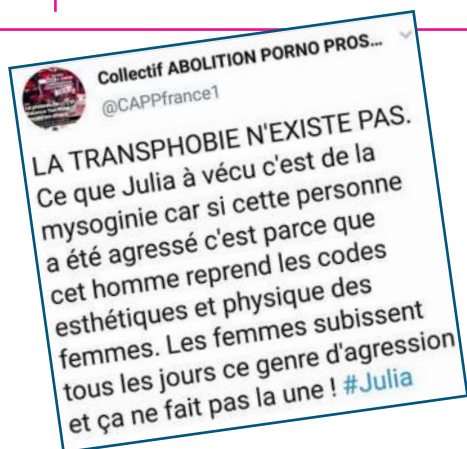 Collectif ABOLITION PORNO PROS...
@CAPPfrance1
LA TRANSPHOBIE N'EXISTE PAS.
Ce que Julia à vécu c'est de la
mysoginie car si cette personne
a été agressé c'est parce que
cet homme reprend les codes
esthétiques et physique des
femmes. Les femmes subissent
tous les jours ce genre d'agression
et ça ne fait pas la une ! #Julia